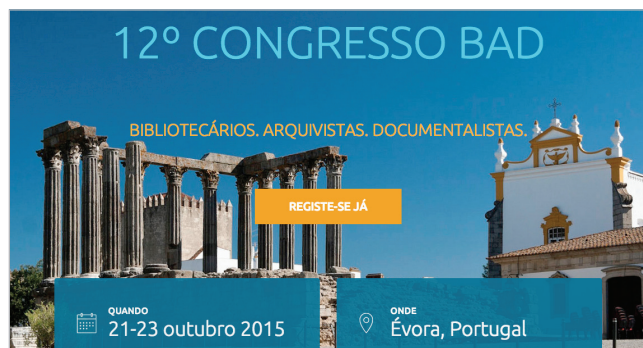 12º CONGRESSO BAD
BIBLIOTECÁRIOS. ARQUIVISTAS. DOCUMENTALISTAS.
REGISTE-SE JÁ
QUANDO
21-23 outubro 2015
ONDE
Évora, Portugal